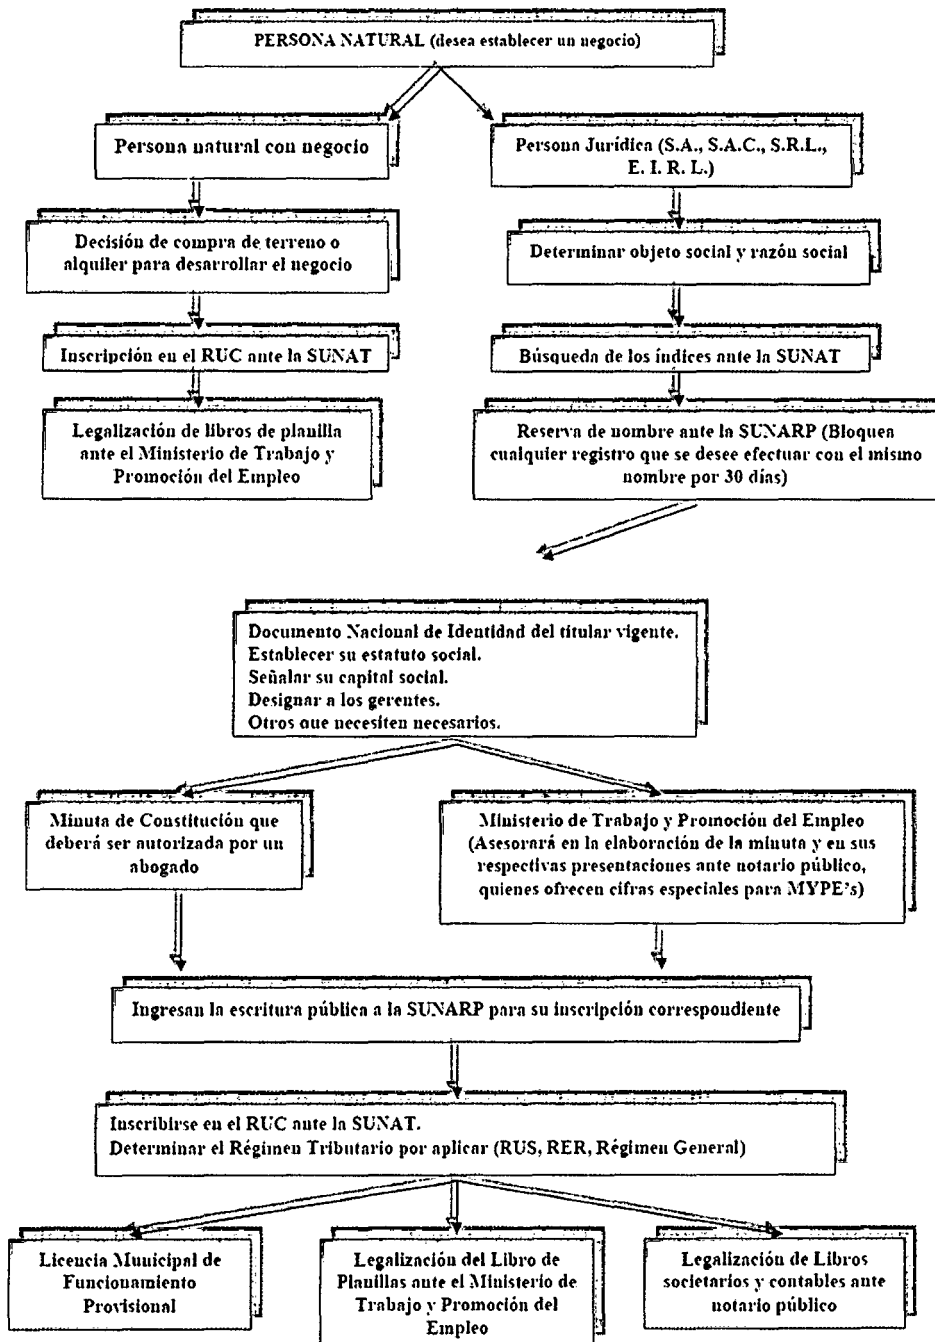 PERSONA NATURAL (desea establecer un negocio)
Persona natural con negocio
Persona Jurídica (S.A., S.A.C., S.R.L.,
E. I. R. L.)
Decisión de compra de terreno o
alquiler para desarrollar el negocio
Determinar objeto social y razón social
Inscripción en el RUC ante la SUNAT
Búsqueda de los índices ante la SUNAT
Legalización de libros de planilla
ante el Ministerio de Trabajo y
Promoción del Empleo
Reserva de nombre ante la SUNARP (Bloquea
cualquier registro que se desee efectuar con el mismo
nombre por 30 días)
Documento Nacional de Identidad del titular vigente.
Establecer su estatuto social.
Señalar su capital social.
Designar a los gerentes.
Otros que necesiten necesarios.
Minuta de Constitución que
deberá ser autorizada por un
abogado
Ministerio de Trabajo y Promoción del Empleo
(Asesorará en la elaboración de la minuta y en sus
respectivas presentaciones ante notario público,
quienes ofrecen cifras especiales para MYPE's)
Ingresan la escritura pública a la SUNARP para su inscripción correspondiente
Inscribirse en el RUC ante la SUNAT.
Determinar el Régimen Tributario por aplicar (RUS, RER, Régimen General)
Licencia Municipal de
Funcionamiento
Provisional
Legalización del Libro de
Planillas ante el Ministerio de
Trabajo y Promoción del
Empleo
Legalización de Libros
societarios y contables ante
notario público